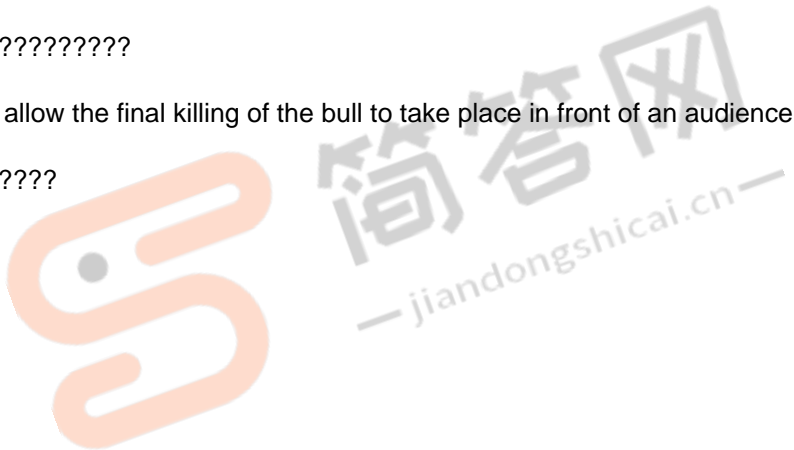 ?????????
allow the final killing of the bull to take place in front of an audience
????
简答网
— jiandongshicai.cn —